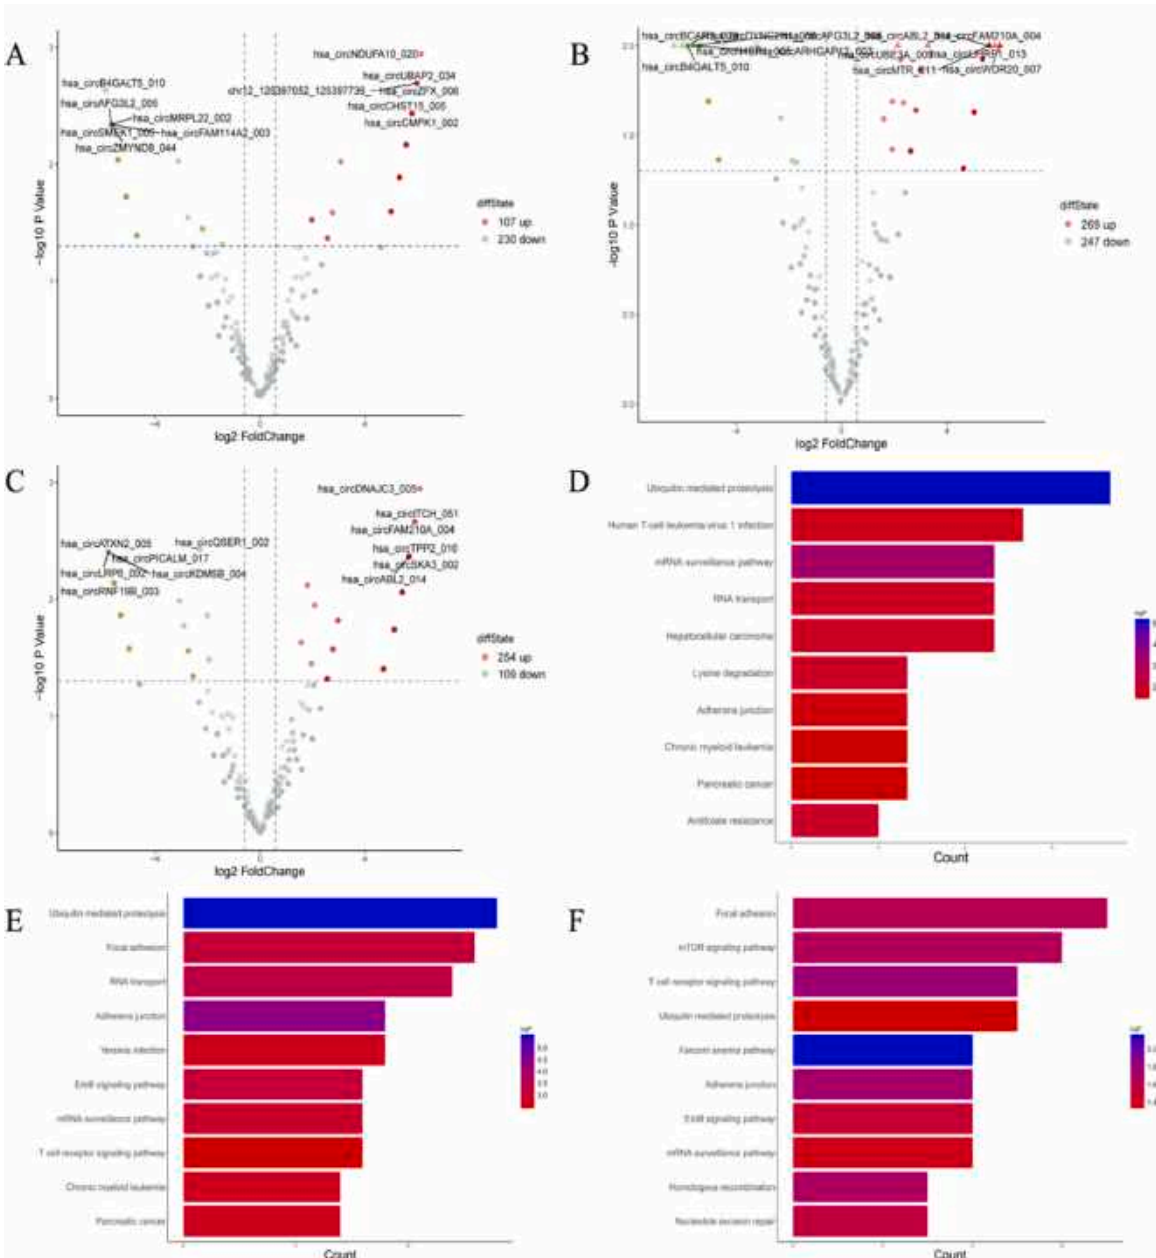 A
hsa_circNDUFA10_020
hsa_circUBAP2_034
hsa_circB4GALT5_010
chr12_125397052_125397736
hsa_circZFX_006
hsa_circAFG3L2_006
hsa_circCHST15_005
hsa_circMRPL22_002
hsa_circCMPK1_002
hsa_circSMEK1_005
hsa_circFAM114A2_003
hsa_circZMYND8_044
diffState
107 up
230 down
-log10 P Value
log2 FoldChange
B
hsa_circFAM210A_004
hsa_circB4GALT5_010
hsa_circMTR_011
hsa_circWDR20_007
diffState
265 up
247 down
-log10 P Value
log2 FoldChange
C
hsa_circDNAJC3_005
hsa_circITCH_051
hsa_circFAM210A_004
hsa_circATXN2_005
hsa_circQSER1_002
hsa_circTPP2_016
hsa_circPICALM_017
hsa_circSKA3_002
hsa_circLRP6_002
hsa_circKDM5B_004
hsa_circABL2_014
hsa_circRNF19B_003
diffState
254 up
109 down
-log10 P Value
log2 FoldChange
D
Ubiquitin mediated proteolysis
Human T-cell leukemia virus 1 infection
mRNA surveillance pathway
RNA transport
Hepatocellular carcinoma
Lysine degradation
Adherens junction
Chronic myeloid leukemia
Pancreatic cancer
Antifolate resistance
Count
E
Ubiquitin mediated proteolysis
Focal adhesion
RNA transport
Adherens junction
Yersinia infection
ErbB signaling pathway
mRNA surveillance pathway
T cell receptor signaling pathway
Chronic myeloid leukemia
Pancreatic cancer
Count
F
Focal adhesion
mTOR signaling pathway
T cell receptor signaling pathway
Ubiquitin mediated proteolysis
Fanconi anemia pathway
Adherens junction
ErbB signaling pathway
mRNA surveillance pathway
Homologous recombination
Nucleotide excision repair
Count